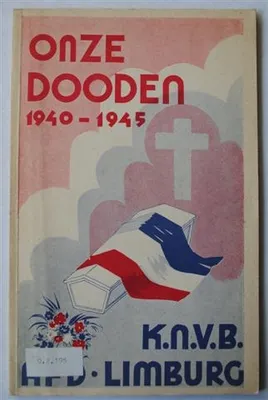 ONZE
DOODEN
1940-1945
K.N.V.B.
AFD·LIMBURG